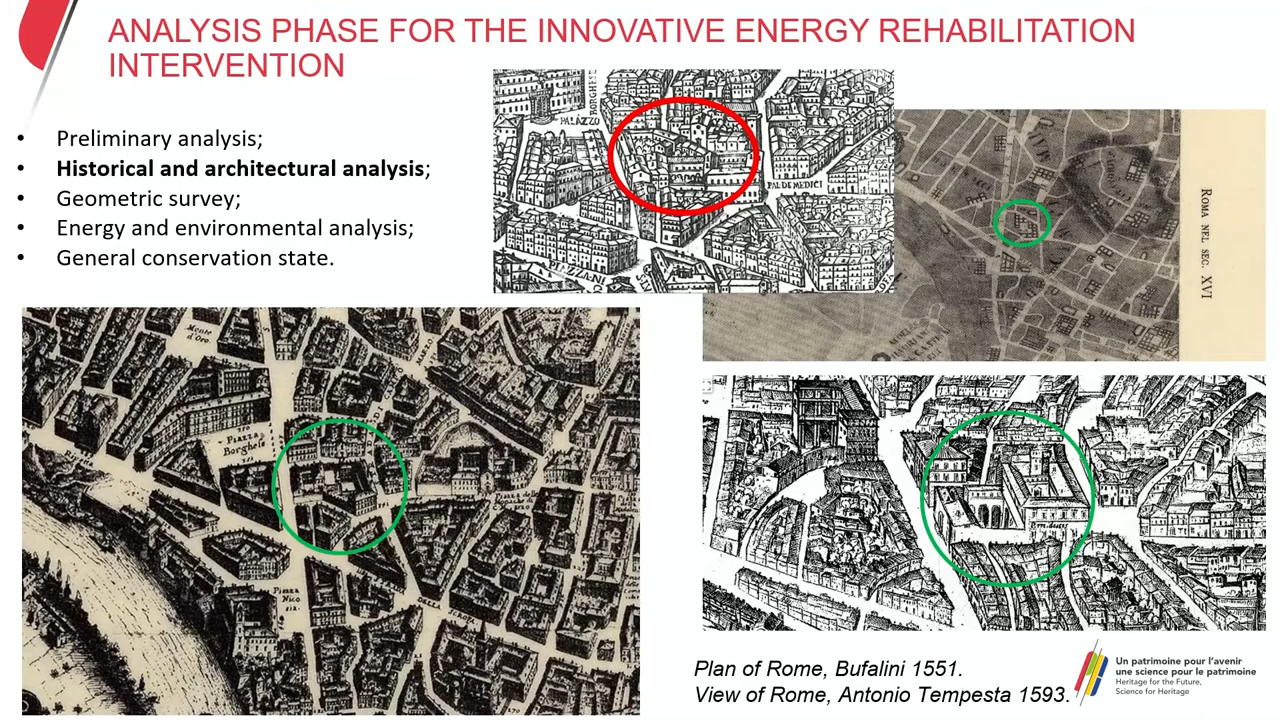 ANALYSIS PHASE FOR THE INNOVATIVE ENERGY REHABILITATION
INTERVENTION
• Preliminary analysis;
• Historical and architectural analysis;
• Geometric survey;
• Energy and environmental analysis;
• General conservation state.
PALAZZO
BORGHESE
PAL. DE MEDICI
ROMA NEL SEC. XVI
Monte
d'Oro
Piazza
Borghese
Piazza
Nico
sia.
Plan of Rome, Bufalini 1551.
View of Rome, Antonio Tempesta 1593.
Un patrimoine pour l'avenir
une science pour le patrimoine
Heritage for the Future,
Science for Heritage